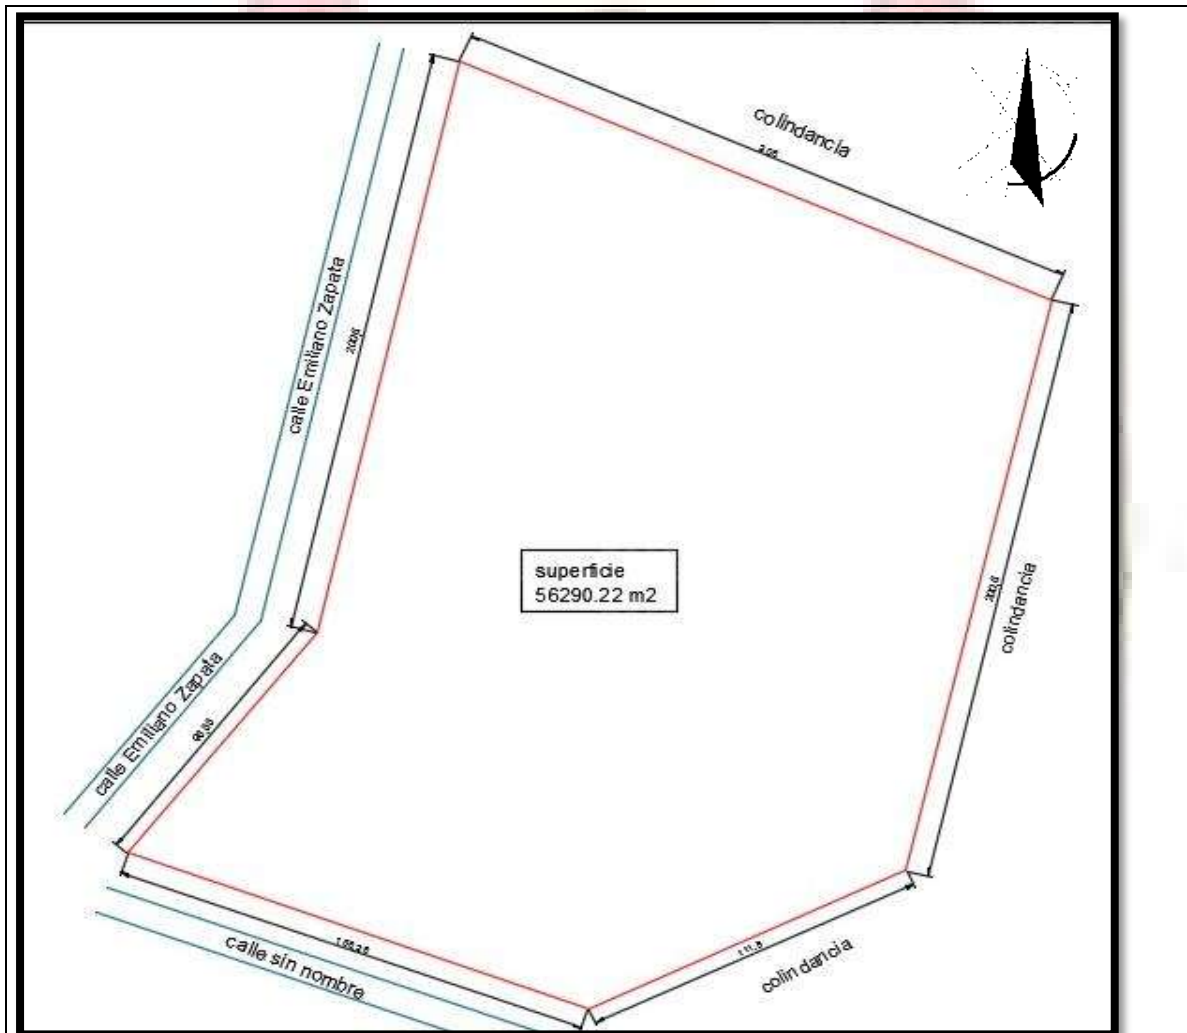 colindancia
calle Emiliano Zapata
superficie
56290.22 m2
colindancia
calle Emiliano Zapata
calle sin nombre
colindancia